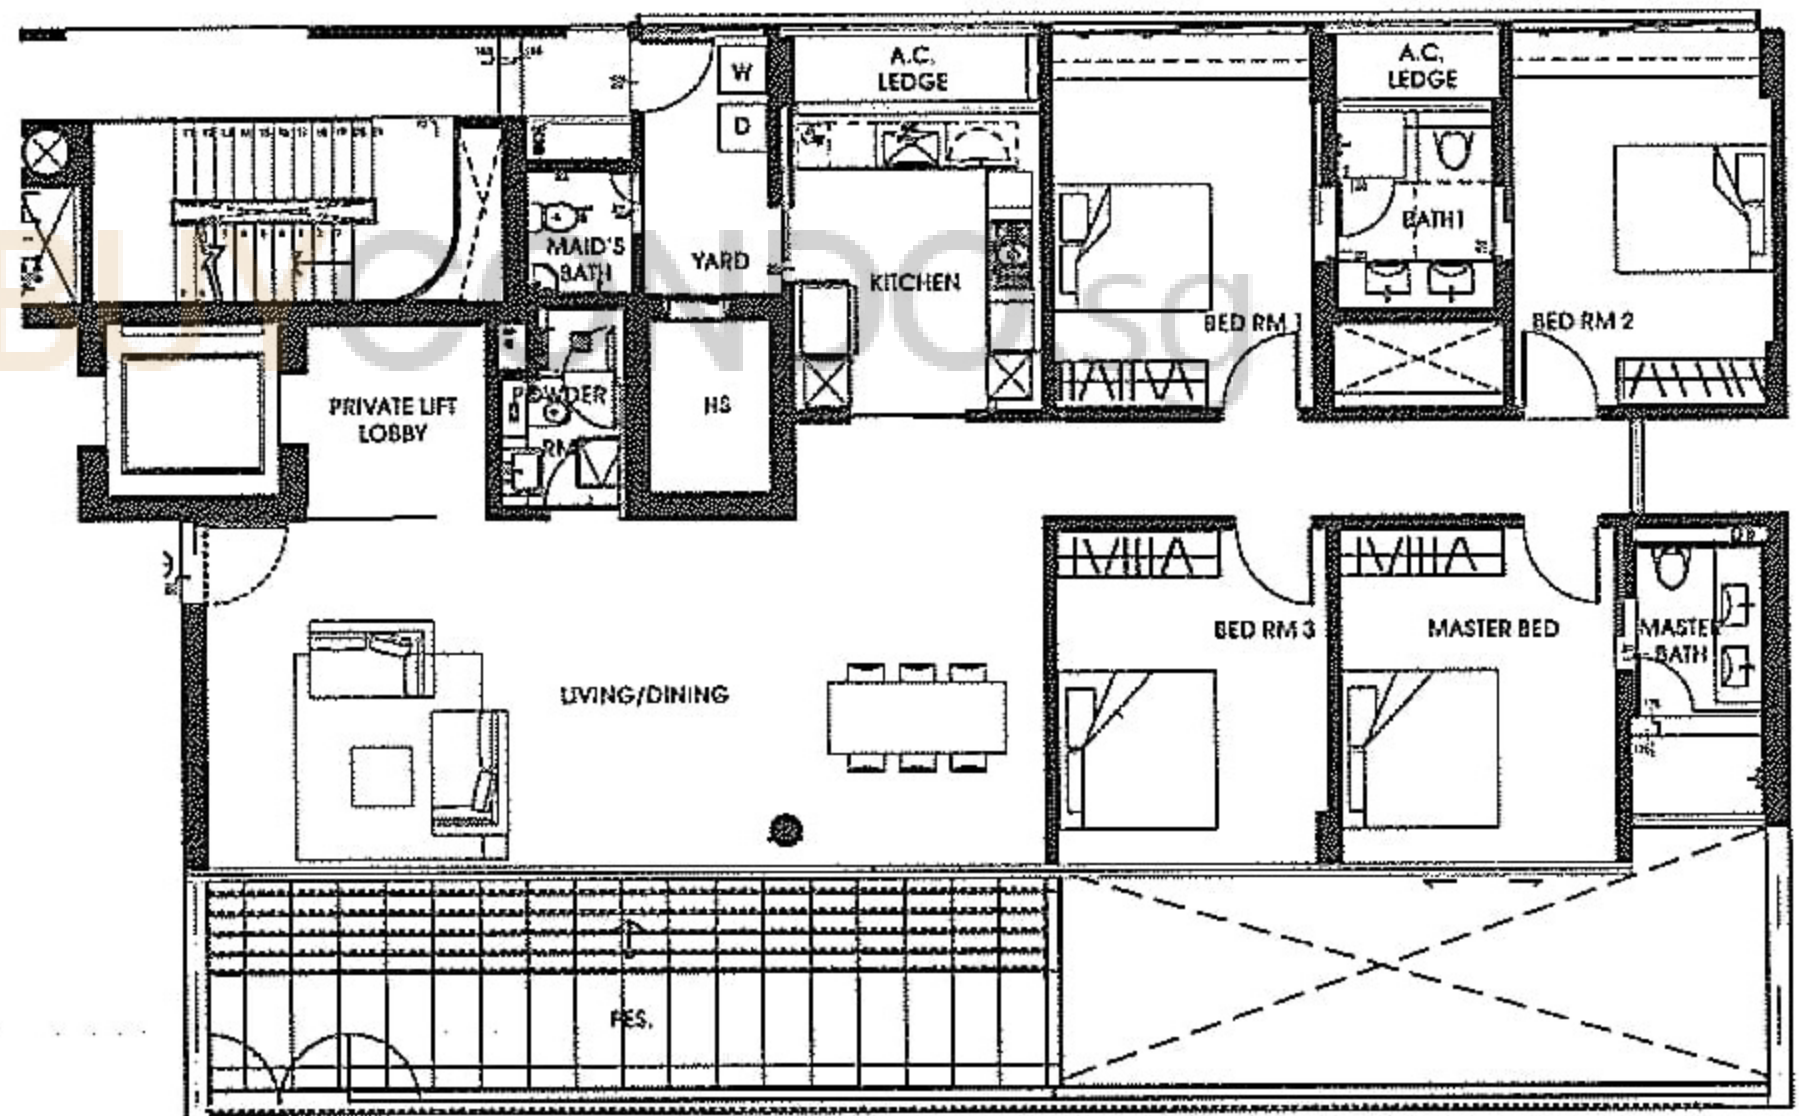 A.C.
LEDGE
A.C.
LEDGE
W
D
MAID'S
BATH
YARD
KITCHEN
BATH 1
BED RM 1
BED RM 2
BUYCONDO.sg
PRIVATE LIFT
LOBBY
POWDER
RM
HS
BED RM 3
MASTER BED
MASTER
BATH
LIVING/DINING
PES.